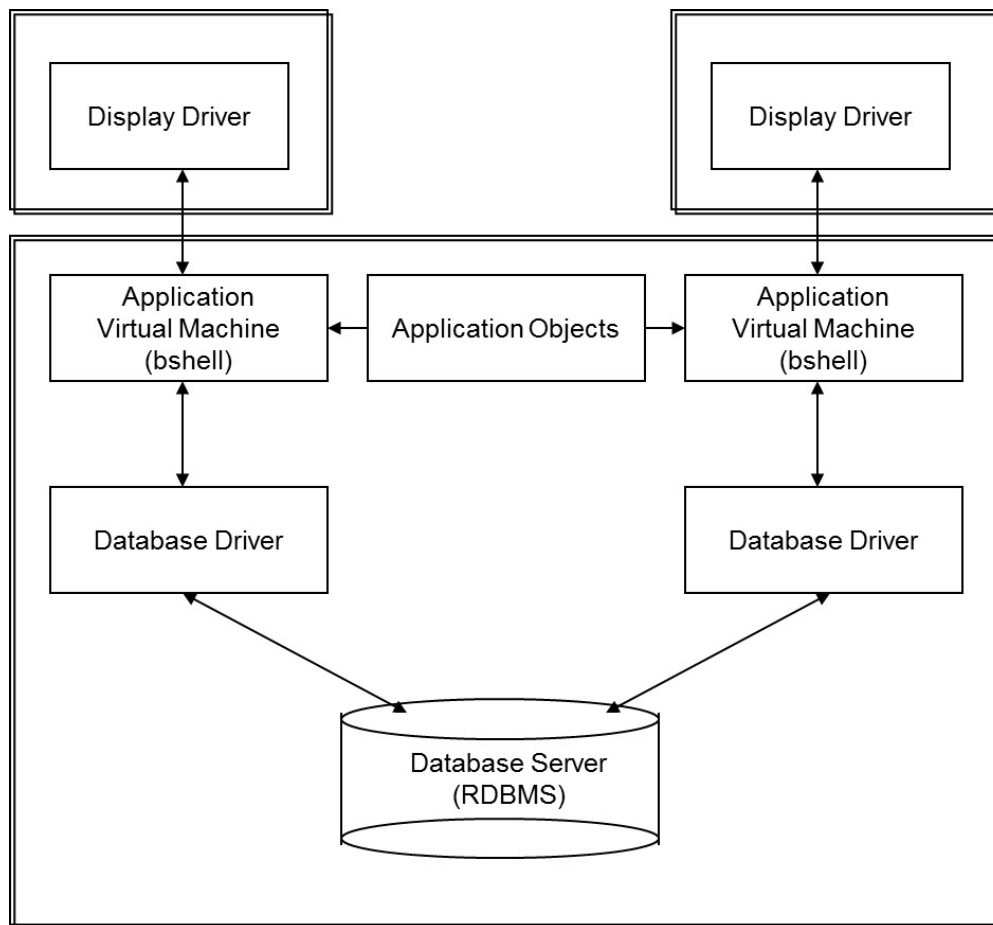 Display Driver
Display Driver
Application
Virtual Machine
(bshell)
Application Objects
Application
Virtual Machine
(bshell)
Database Driver
Database Driver
Database Server
(RDBMS)